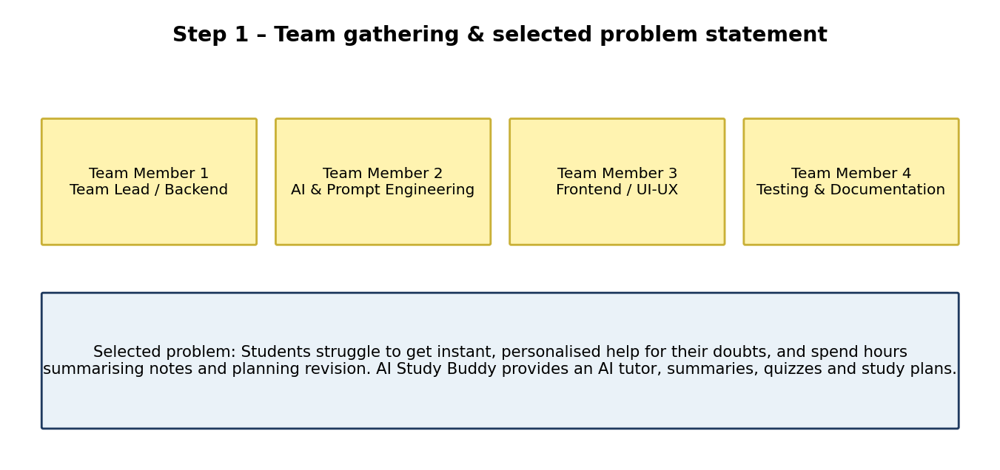 Step 1 – Team gathering & selected problem statement
Team Member 1
Team Lead / Backend
Team Member 2
AI & Prompt Engineering
Team Member 3
Frontend / UI-UX
Team Member 4
Testing & Documentation
Selected problem: Students struggle to get instant, personalised help for their doubts, and spend hours
summarising notes and planning revision. AI Study Buddy provides an AI tutor, summaries, quizzes and study plans.